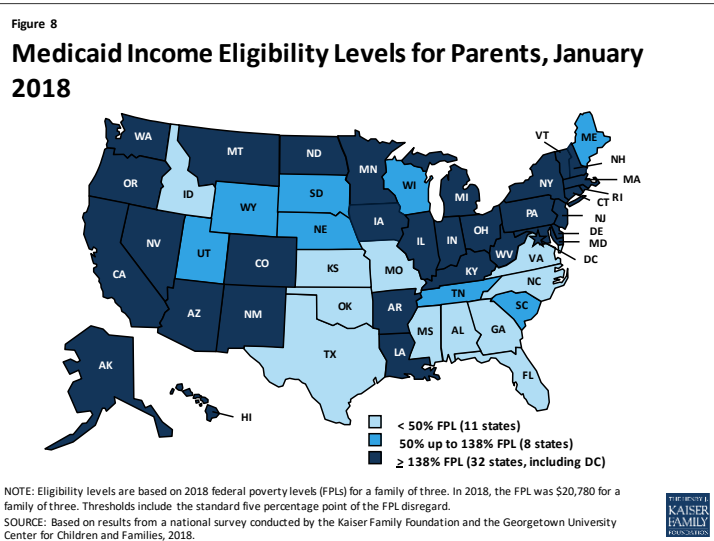 Figure 8
Medicaid Income Eligibility Levels for Parents, January
2018
WA
MT
ND
MN
VT
ME
NH
MA
OR
ID
WY
SD
WI
MI
NY
RI
CT
NV
UT
NE
IA
IL
IN
OH
PA
NJ
DE
MD
DC
CA
CO
KS
MO
KY
WV
VA
NC
AZ
NM
OK
AR
TN
SC
TX
LA
MS
AL
GA
FL
AK
HI
< 50% FPL (11 states)
50% up to 138% FPL (8 states)
≥ 138% FPL (32 states, including DC)
NOTE: Eligibility levels are based on 2018 federal poverty levels (FPLs) for a family of three. In 2018, the FPL was $20,780 for a
family of three. Thresholds include the standard five percentage point of the FPL disregard.
SOURCE: Based on results from a national survey conducted by the Kaiser Family Foundation and the Georgetown University
Center for Children and Families, 2018.
THE HENRY J.
KAISER
FAMILY
FOUNDATION